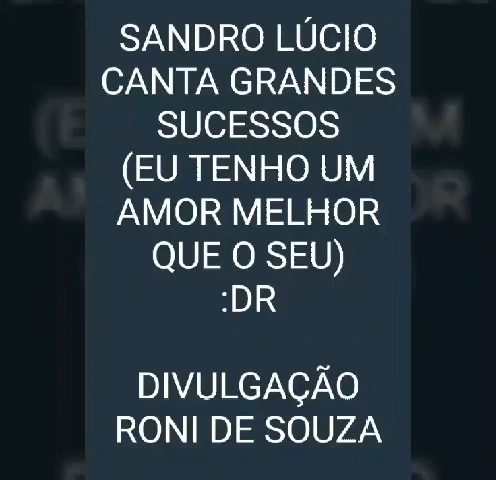 SANDRO LÚCIO
CANTA GRANDES
SUCESSOS
(EU TENHO UM
AMOR MELHOR
QUE O SEU)
:DR
DIVULGAÇÃO
RONI DE SOUZA